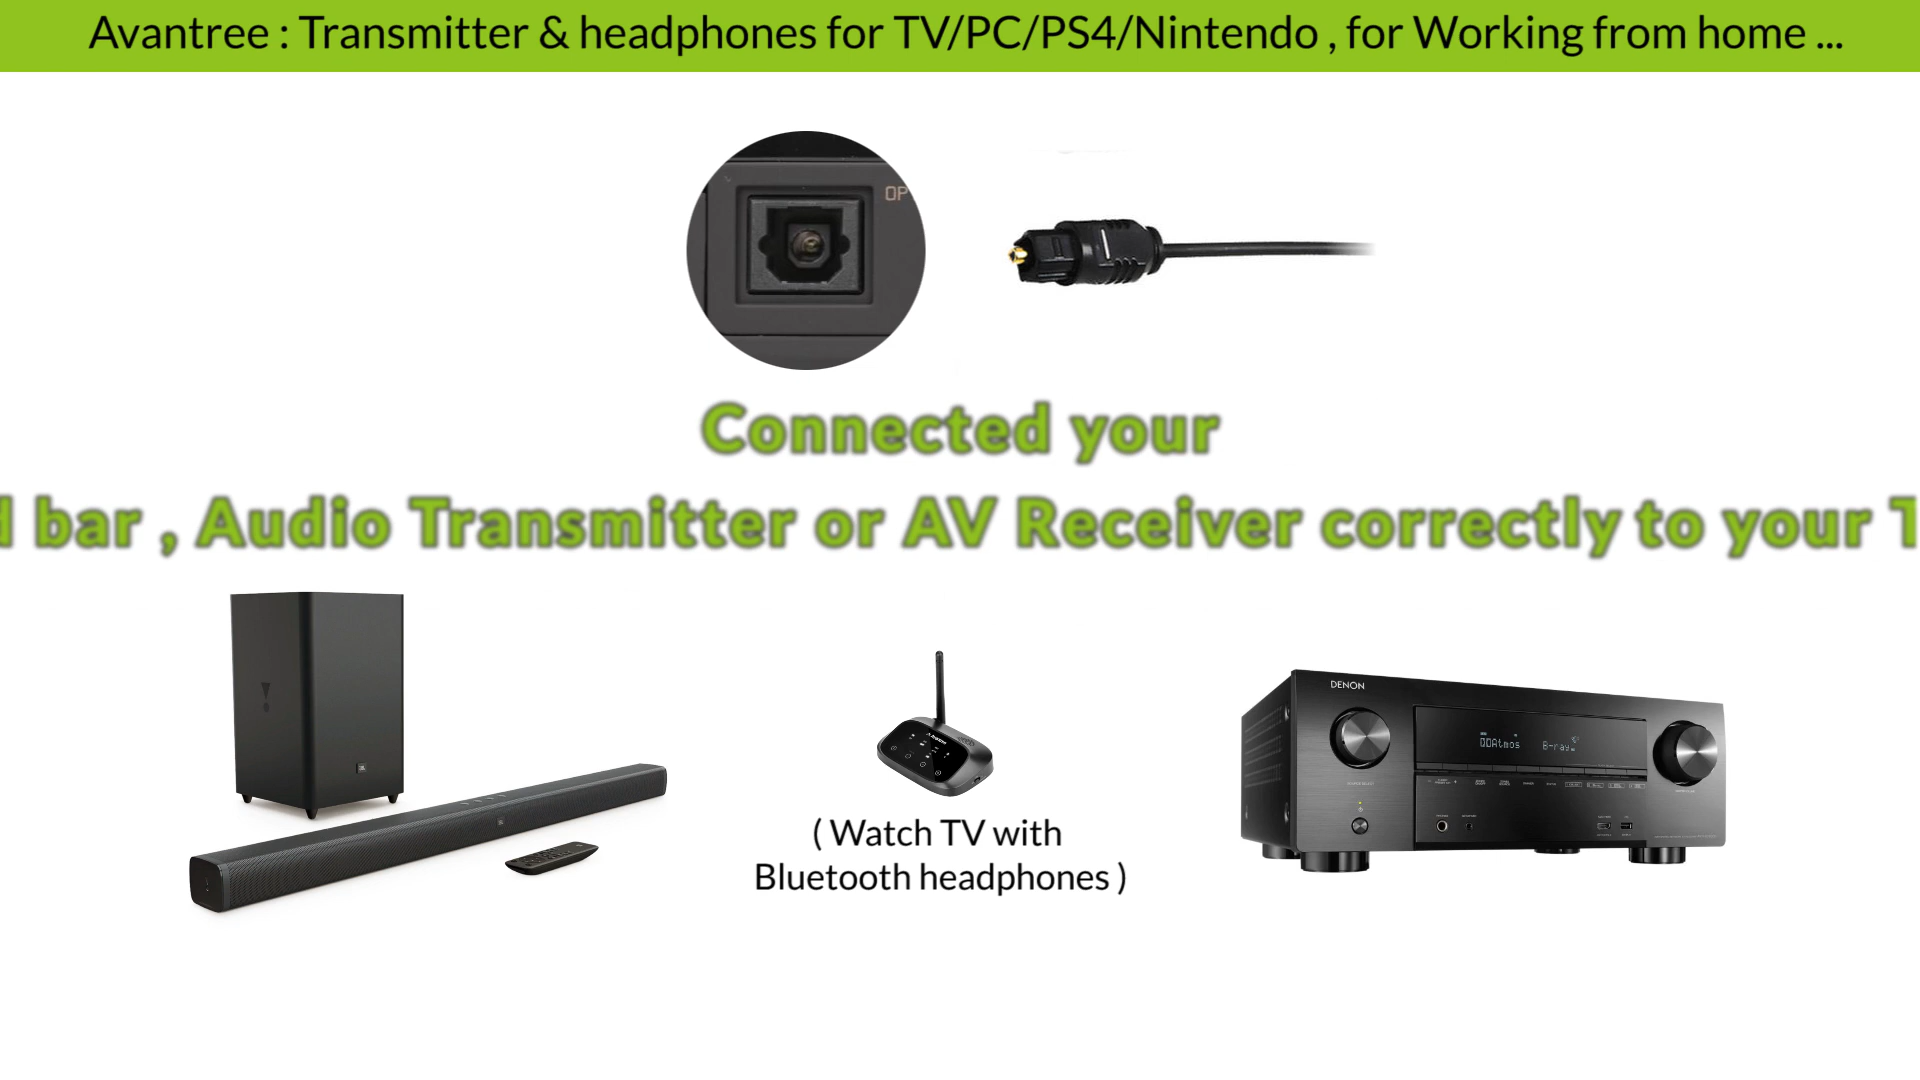 Avantree : Transmitter & headphones for TV/PC/PS4/Nintendo , for Working from home ...
OP
Connected your
bar , Audio Transmitter or AV Receiver correctly to your T
DENON
( Watch TV with
Bluetooth headphones )